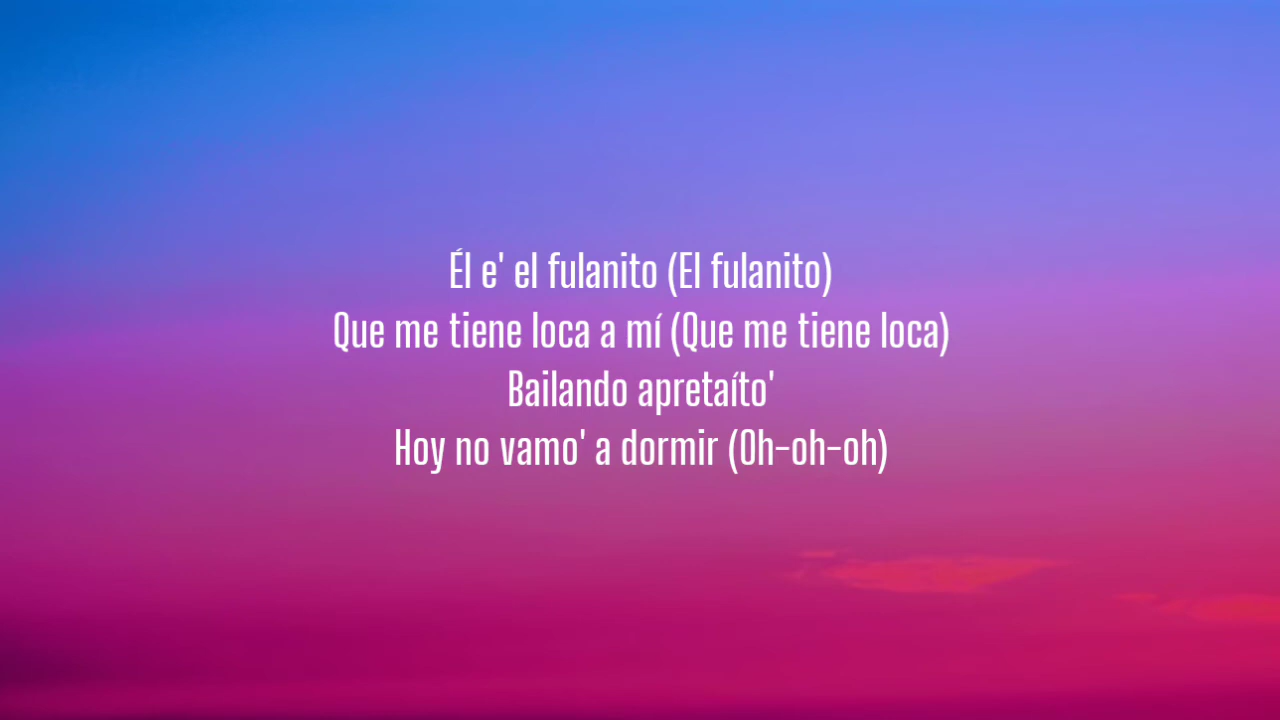 Él e' el fulanito (El fulanito)
Que me tiene loca a mí (Que me tiene loca)
Bailando apretaíto'
Hoy no vamo' a dormir (Oh-oh-oh)